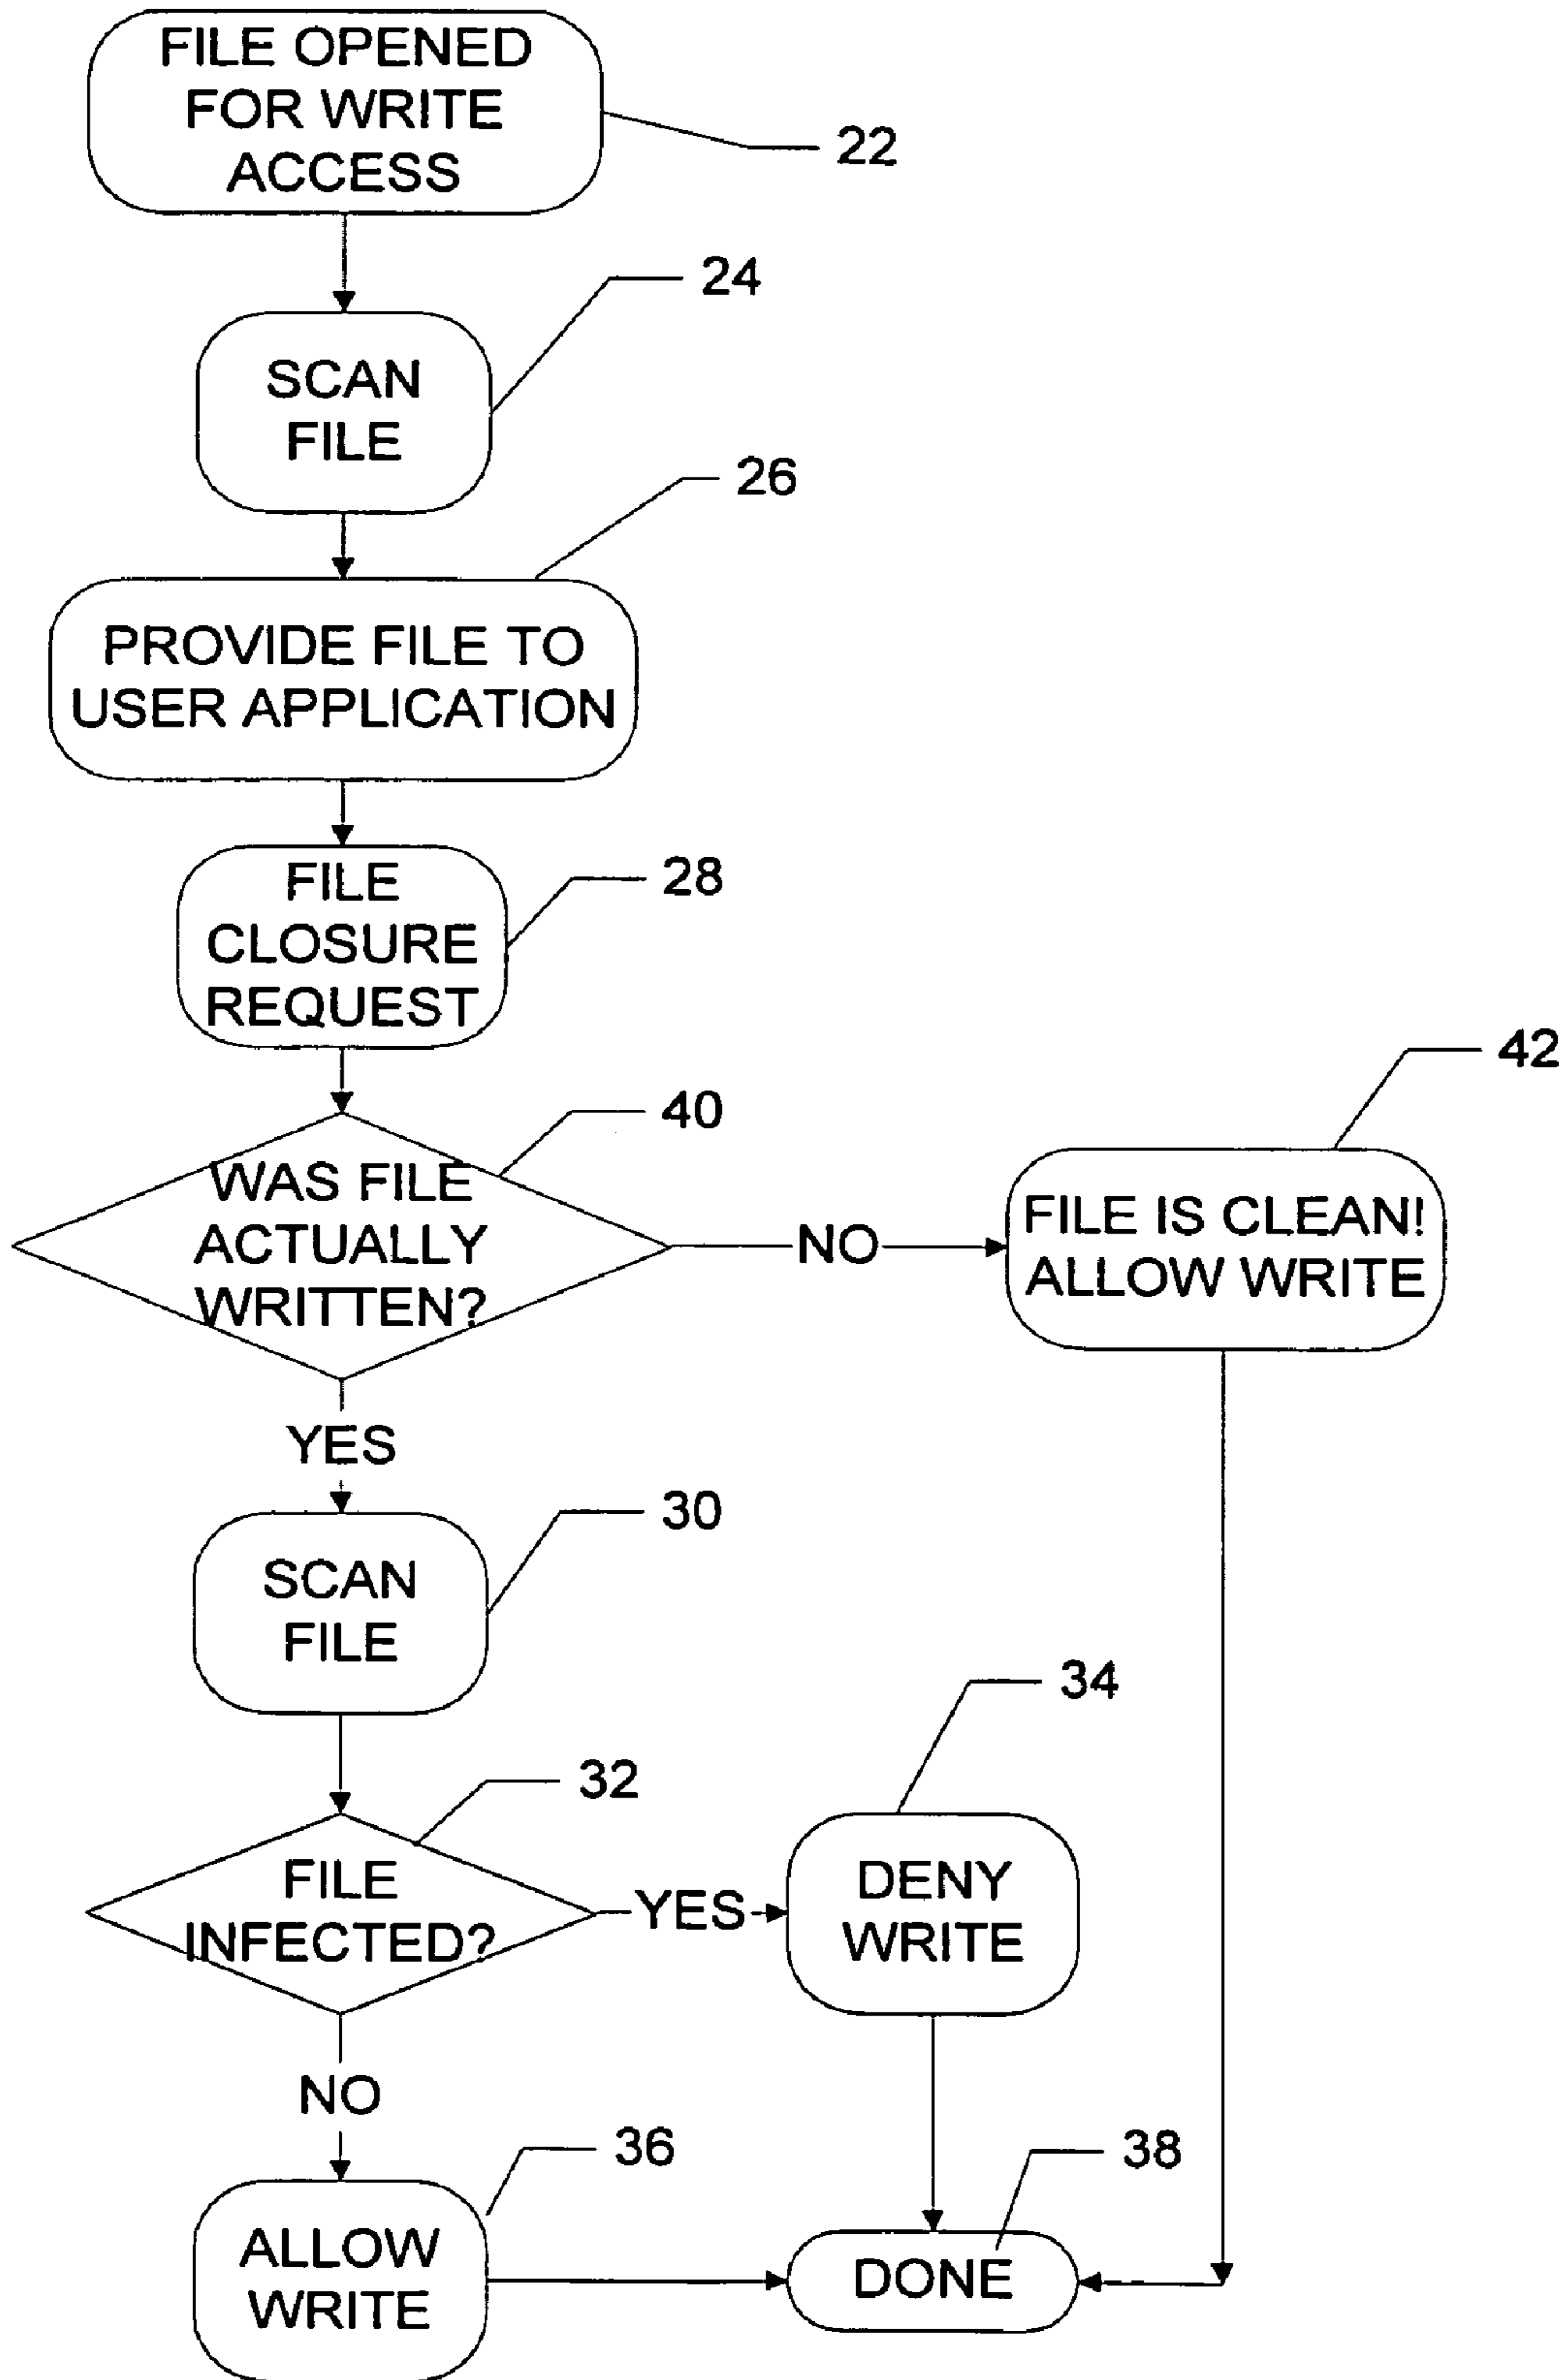 FILE OPENED
FOR WRITE
ACCESS
22
24
SCAN
FILE
26
PROVIDE FILE TO
USER APPLICATION
28
FILE
CLOSURE
REQUEST
42
40
WAS FILE
ACTUALLY
WRITTEN?
NO
FILE IS CLEAN!
ALLOW WRITE
YES
30
SCAN
FILE
34
32
FILE
INFECTED?
YES
DENY
WRITE
NO
36
38
ALLOW
WRITE
DONE